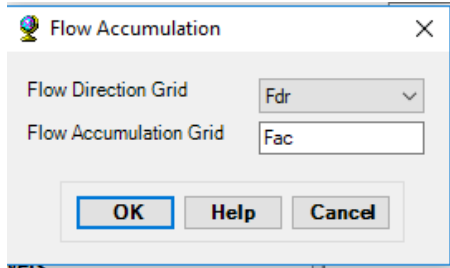 Flow Accumulation
Flow Direction Grid Fdr
Flow Accumulation Grid Fac
OK Help Cancel